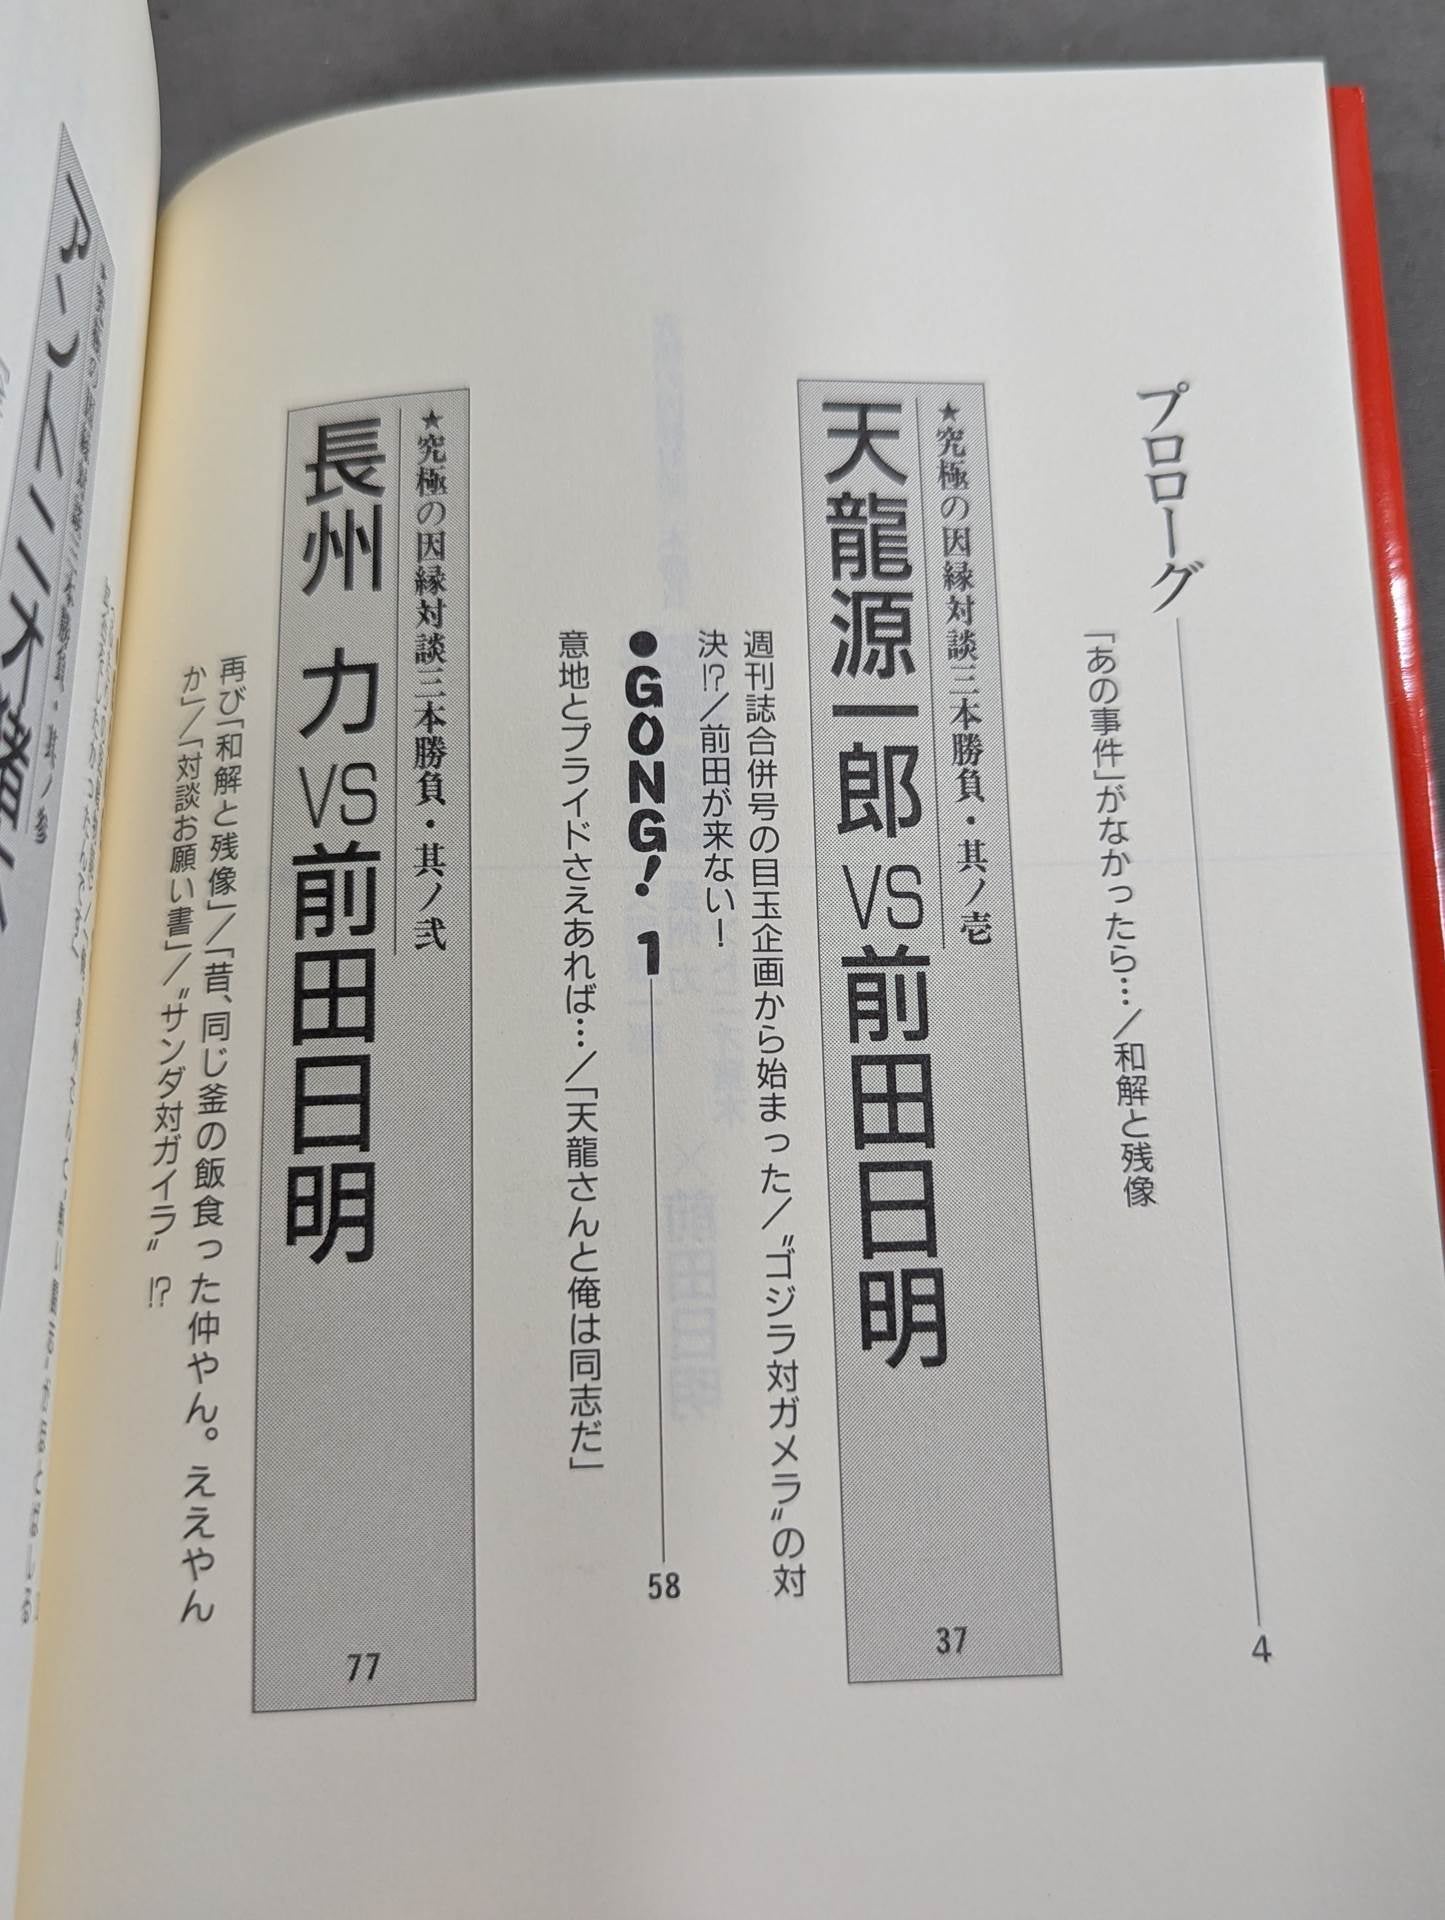 プロローグ 4
「あの事件」がなかったら…／和解と残像
★究極の因縁対談三本勝負・其ノ壱
天龍源一郎 VS 前田日明 37
週刊誌合併号の目玉企画から始まった／〝ゴジラ対ガメラ〟の対
決!?／前田が来ない！
●GONG! 1 58
意地とプライドさえあれば…／「天龍さんと俺は同志だ」
★究極の因縁対談三本勝負・其ノ弐
長州 力 VS 前田日明 77
再び「和解と残像」／「昔、同じ釜の飯食った仲やん。ええやん
か」／「対談お願い書」／〝サンダ対ガイラ〟!?